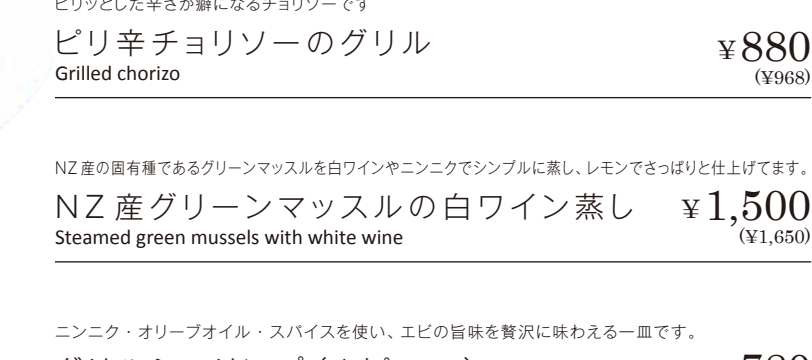 ピリッとした辛さが癖になるチョリソーです
ピリ辛チョリソーのグリル ¥880
Grilled chorizo (¥968)
NZ産の固有種であるグリーンマッスルを白ワインやニンニクでシンプルに蒸し、レモンでさっぱりと仕上げてます。
NZ産グリーンマッスルの白ワイン蒸し ¥1,500
Steamed green mussels with white wine (¥1,650)
ニンニク・オリーブオイル・スパイスを使い、エビの旨味を贅沢に味わえる一皿です。